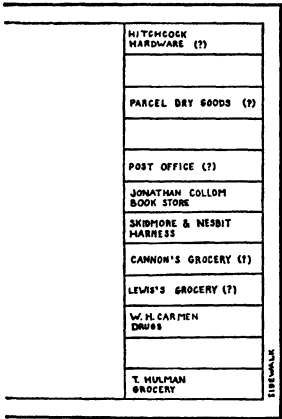 HITCHCOCK
HARDWARE (?)
PARCEL DRY GOODS (?)
POST OFFICE (?)
JONATHAN COLLOM
BOOK STORE
SKIDMORE & NESBIT
HARNESS
CANNON'S GROCERY (?)
LEWIS'S GROCERY (?)
W. H. CARMEN
DRUGS
T. HULMAN
GROCERY
SIDEWALK